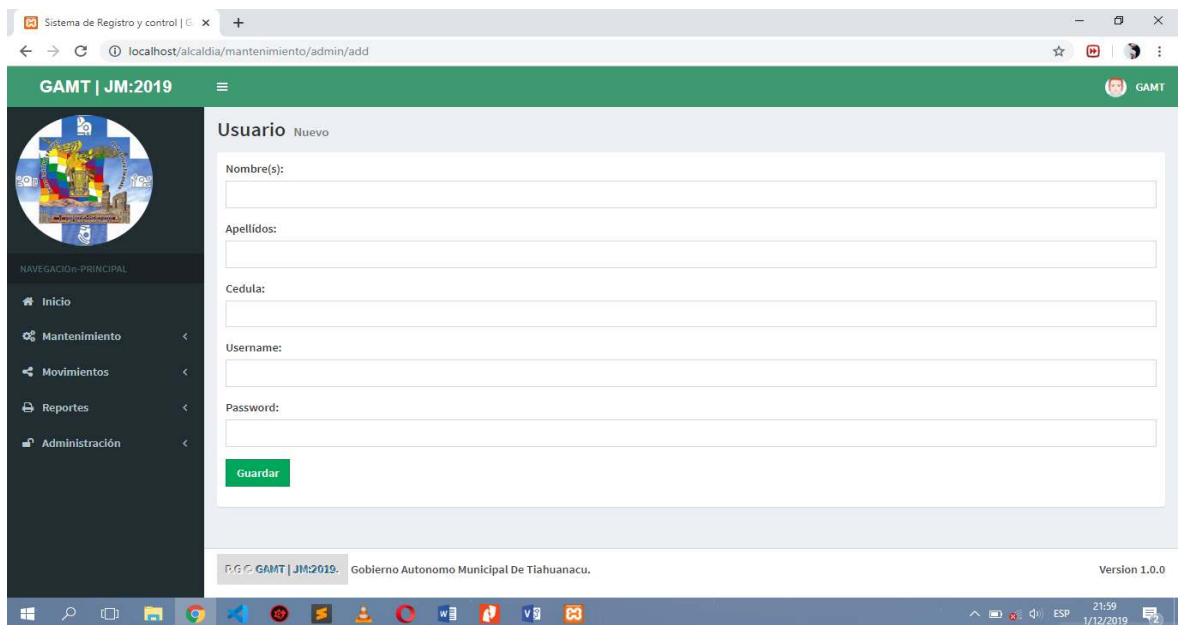 Sistema de Registro y control | G
localhost/alcaldia/mantenimiento/admin/add
GAMT | JM:2019
GAMT
Usuario Nuevo
Nombre(s):
Apellídos:
Cedula:
Username:
Password:
Guardar
NAVEGACIOn-PRINCIPAL
Inicio
Mantenimiento
Movimientos
Reportes
Administración
GAMT | JM:2019. Gobierno Autonomo Municipal De Tiahuanacu.
Version 1.0.0
ESP
21:59
1/12/2019